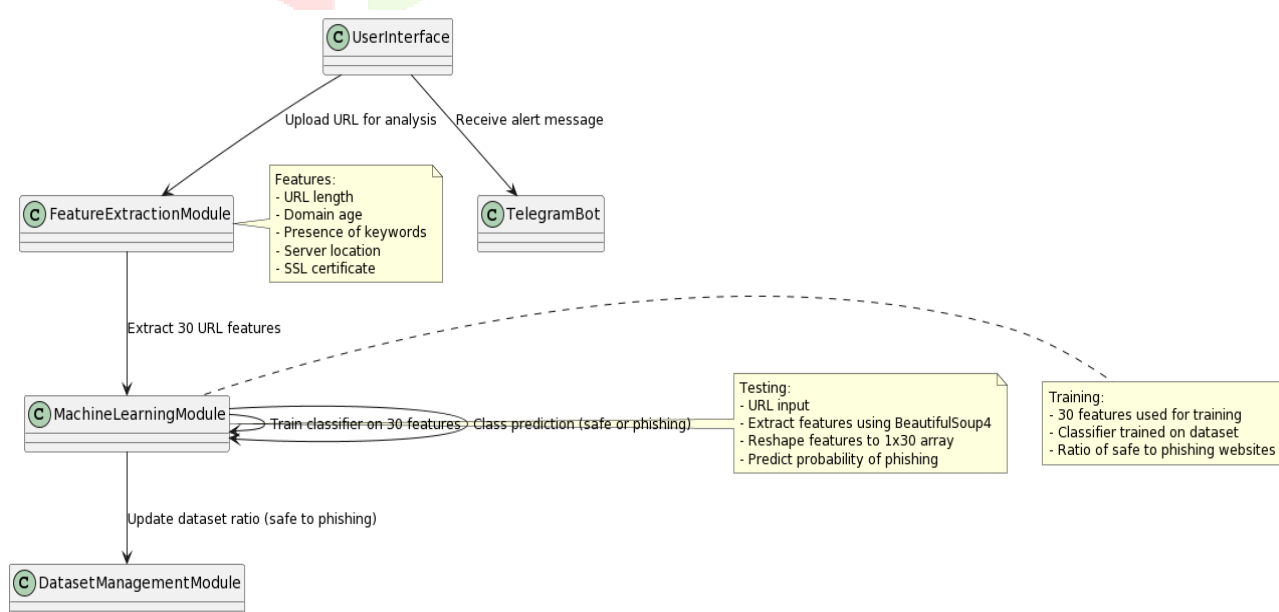 C UserInterface
Upload URL for analysis
Receive alert message
Features:
- URL length
- Domain age
- Presence of keywords
- Server location
- SSL certificate
C FeatureExtractionModule
C TelegramBot
Extract 30 URL features
C MachineLearningModule
Train classifier on 30 features
Class prediction (safe or phishing)
Testing:
- URL input
- Extract features using BeautifulSoup4
- Reshape features to 1x30 array
- Predict probability of phishing
Training:
- 30 features used for training
- Classifier trained on dataset
- Ratio of safe to phishing websites
Update dataset ratio (safe to phishing)
C DatasetManagementModule